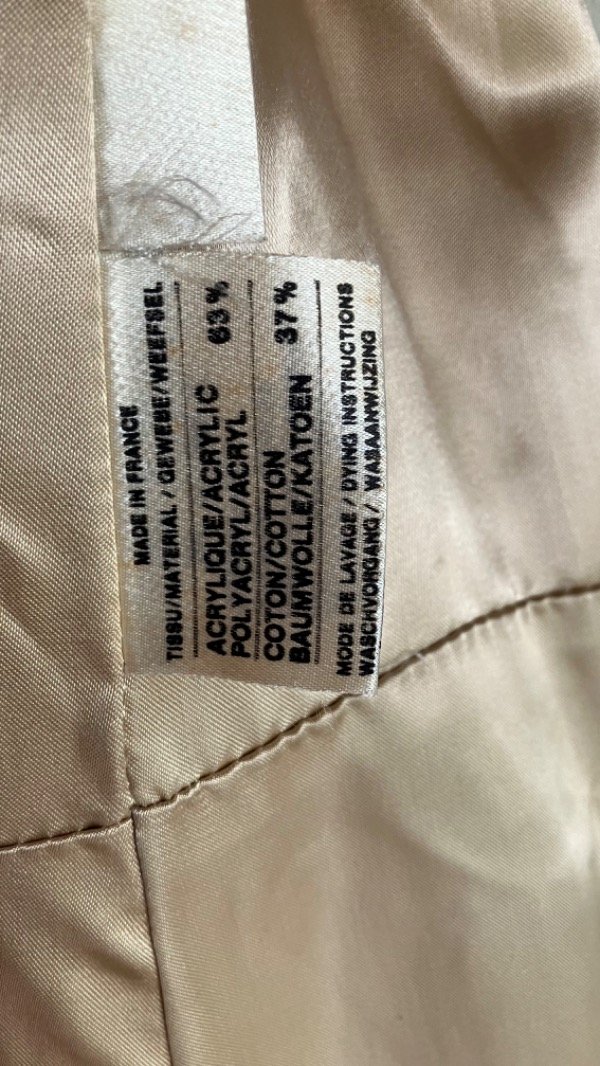 MADE IN FRANCE
TISSU/MATERIAL / GEWEBE/WEEFSEL
ACRYLIQUE/ACRYLIC 63 %
POLYACRYL/ACRYL
COTON/COTTON 37 %
BAUMWOLLE/KATOEN
MODE DE LAVAGE / DYING INSTRUCTIONS
WASCHVORGANG / WASAANWIJZING